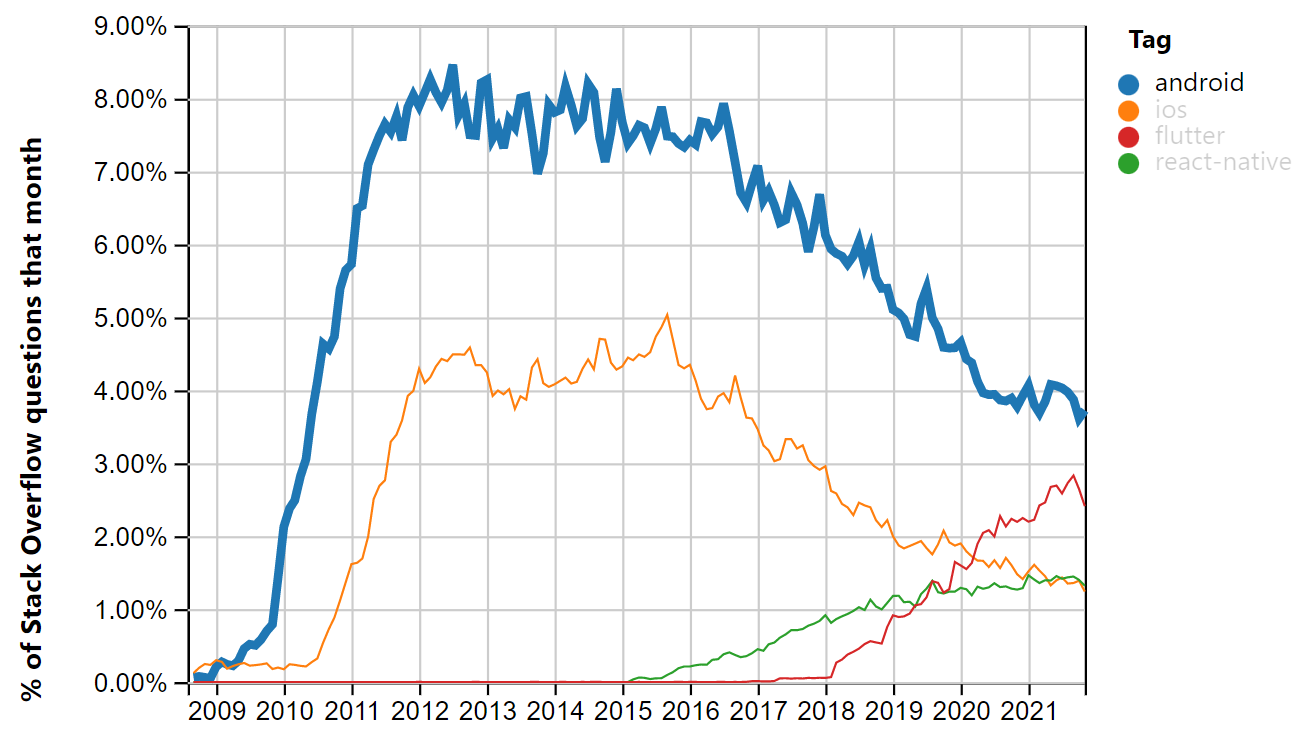 % of Stack Overflow questions that month
9.00%
8.00%
7.00%
6.00%
5.00%
4.00%
3.00%
2.00%
1.00%
0.00%
2009 2010 2011 2012 2013 2014 2015 2016 2017 2018 2019 2020 2021
Tag
android
ios
flutter
react-native